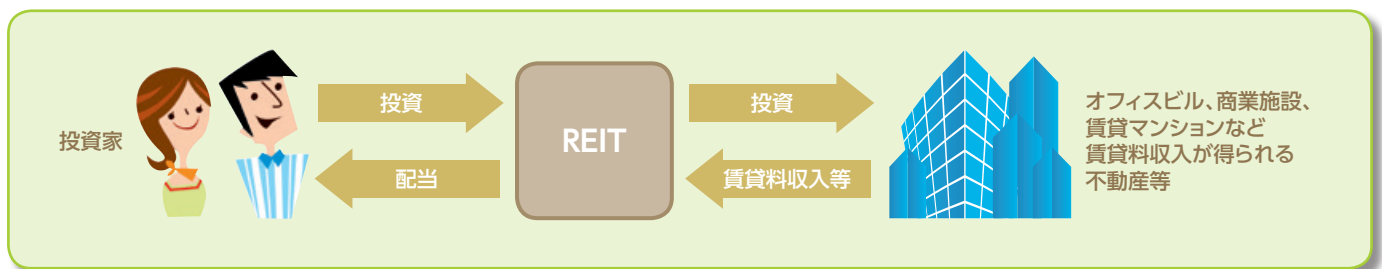 投資家
投資
配当
REIT
投資
賃貸料収入等
オフィスビル、商業施設、
賃貸マンションなど
賃貸料収入が得られる
不動産等